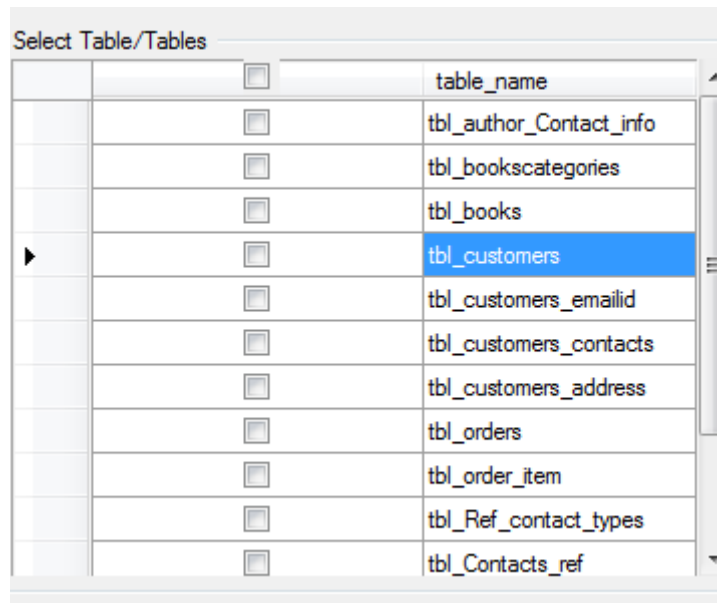 Select Table/Tables
table_name
tbl_author_Contact_info
tbl_bookscategories
tbl_books
tbl_customers
tbl_customers_emailid
tbl_customers_contacts
tbl_customers_address
tbl_orders
tbl_order_item
tbl_Ref_contact_types
tbl_Contacts_ref